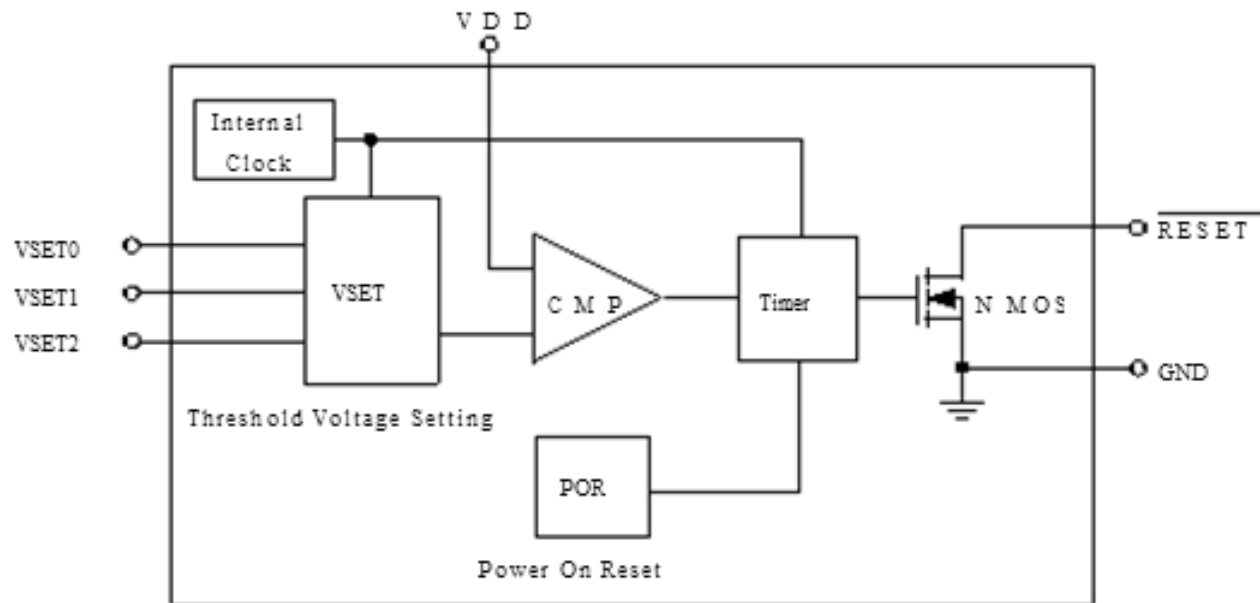 VDD
Internal
Clock
VSET0
VSET1
VSET2
VSET
CMP
Timer
NMOS
RESET
GND
Threshold Voltage Setting
POR
Power On Reset